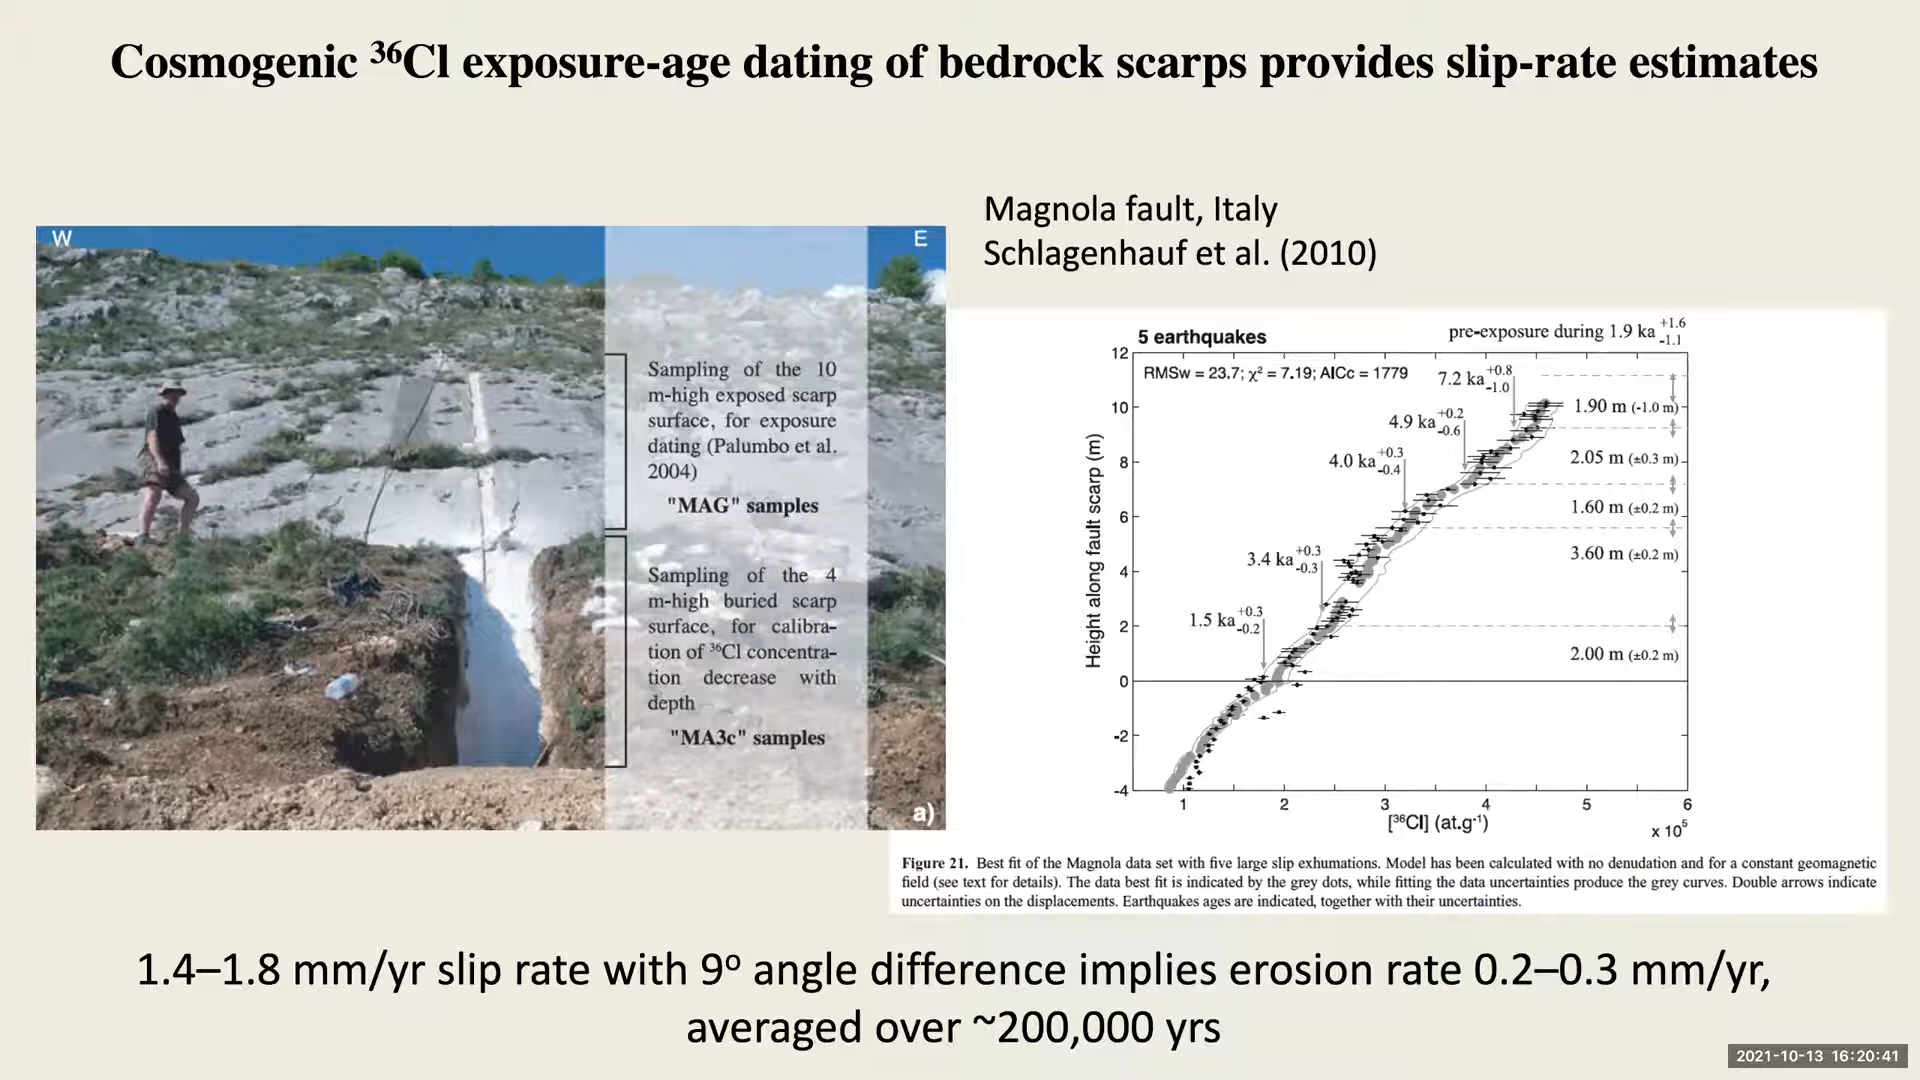 Cosmogenic ³⁶Cl exposure-age dating of bedrock scarps provides slip-rate estimates
Magnola fault, Italy
Schlagenhauf et al. (2010)
W
E
Sampling of the 10
m-high exposed scarp
surface, for exposure
dating (Palumbo et al.
2004)
"MAG" samples
Sampling of the 4
m-high buried scarp
surface, for calibra-
tion of ³⁶Cl concentra-
tion decrease with
depth
"MA3c" samples
a)
5 earthquakes
pre-exposure during 1.9 ka +1.6 -1.1
RMSw = 23.7; χ² = 7.19; AICc = 1779
7.2 ka +0.8 -1.0
4.9 ka +0.2 -0.6
4.0 ka +0.3 -0.4
3.4 ka +0.3 -0.3
1.5 ka +0.3 -0.2
1.90 m (-1.0 m)
2.05 m (±0.3 m)
1.60 m (±0.2 m)
3.60 m (±0.2 m)
2.00 m (±0.2 m)
Height along fault scarp (m)
12
10
8
6
4
2
0
-2
-4
1 2 3 4 5 6
[³⁶Cl] (at.g⁻¹)
x 10⁵
Figure 21. Best fit of the Magnola data set with five large slip exhumations. Model has been calculated with no denudation and for a constant geomagnetic
field (see text for details). The data best fit is indicated by the grey dots, while fitting the data uncertainties produce the grey curves. Double arrows indicate
uncertainties on the displacements. Earthquakes ages are indicated, together with their uncertainties.
1.4–1.8 mm/yr slip rate with 9º angle difference implies erosion rate 0.2–0.3 mm/yr,
averaged over ~200,000 yrs
2021-10-13 16:20:41